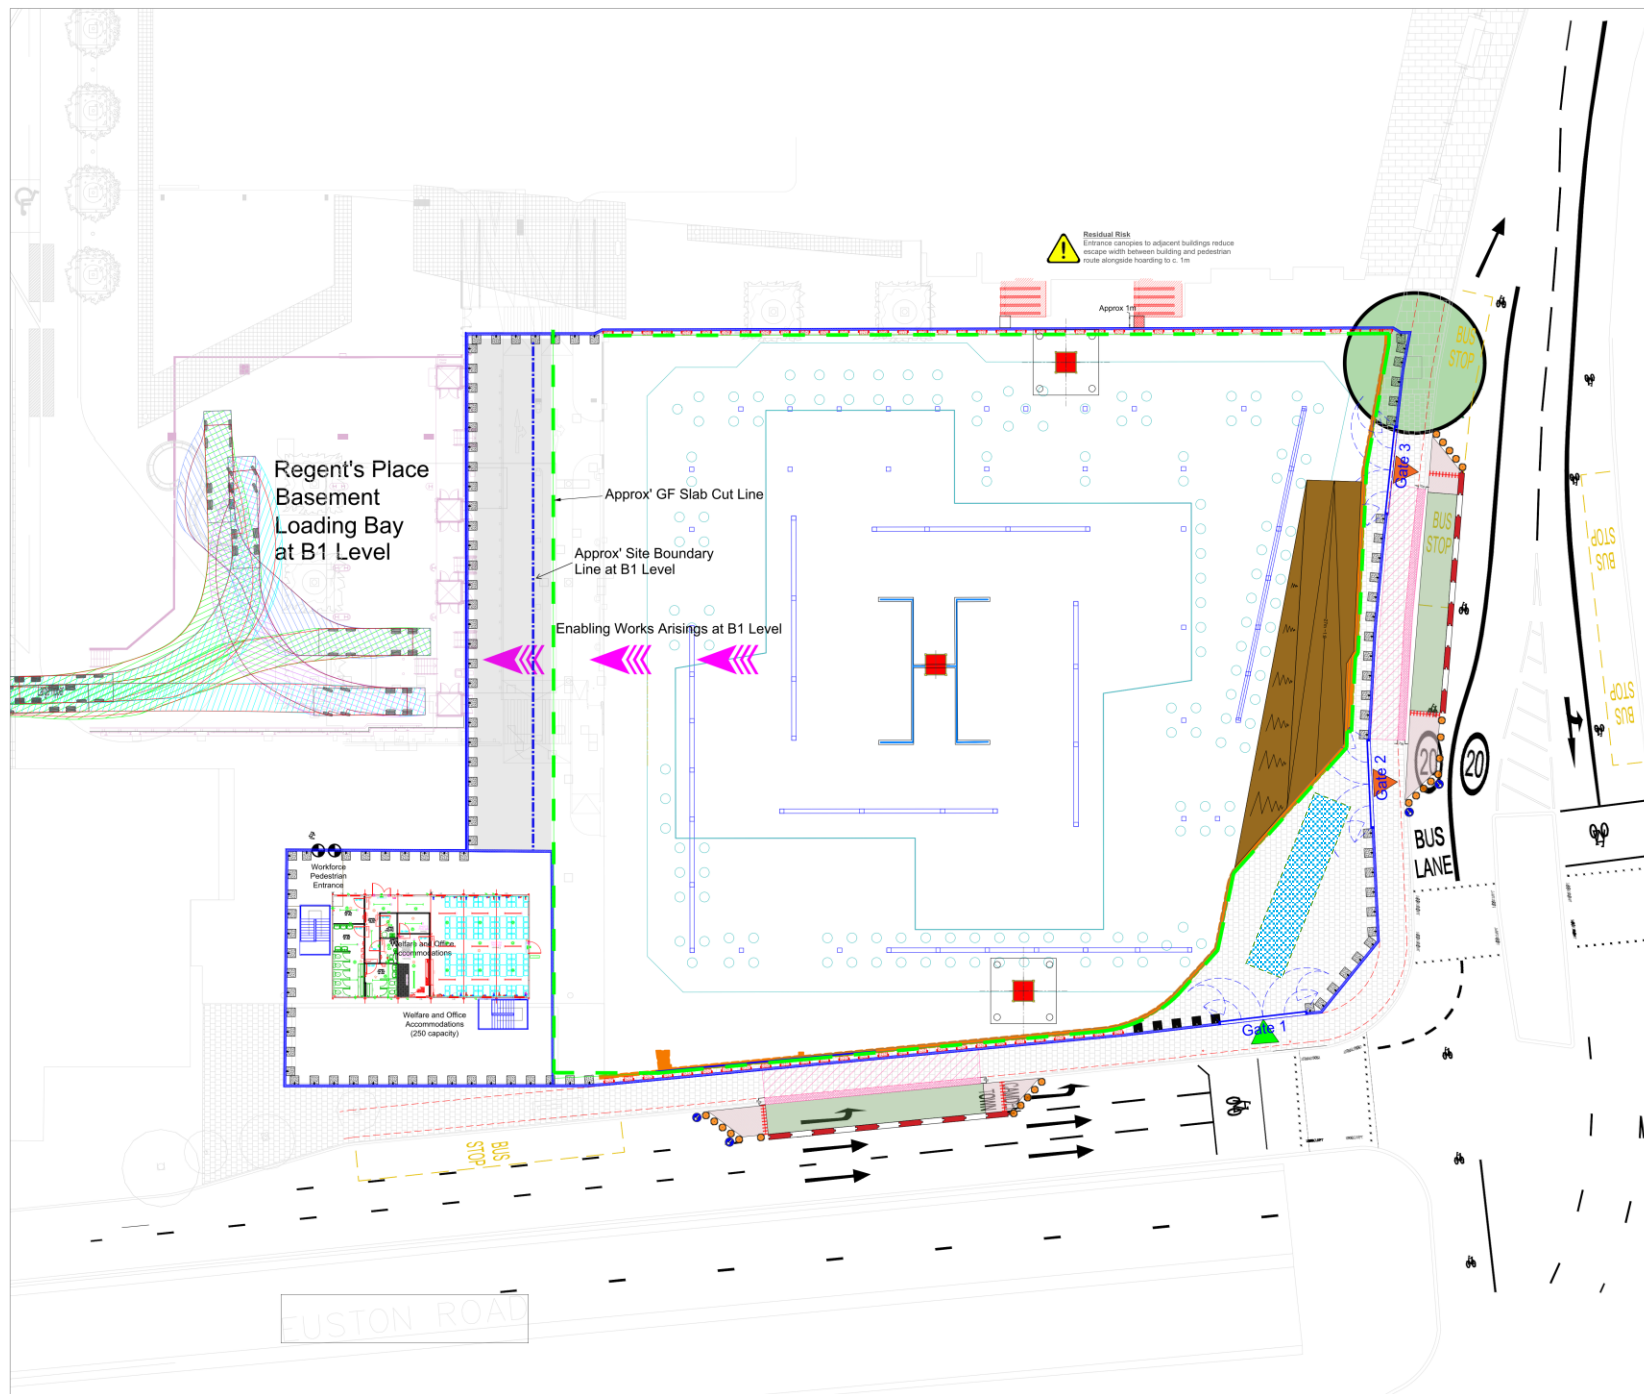 Residual Risk
Entrance canopies to adjacent buildings reduce
escape width between building and pedestrian
route alongside hoarding to c. 1m
Approx 1m
BUS
STOP
Regent's Place
Basement
Loading Bay
at B1 Level
Approx' GF Slab Cut Line
Gate 3
BUS
STOP
BUS
STOP
Approx' Site Boundary
Line at B1 Level
Enabling Works Arisings at B1 Level
BUS
STOP
20
20
Gate 2
BUS
LANE
Workforce
Pedestrian
Entrance
Welfare and Office
Accommodations
Welfare and Office
Accommodations
(250 capacity)
Gate 1
BUS
STOP
EUSTON ROAD